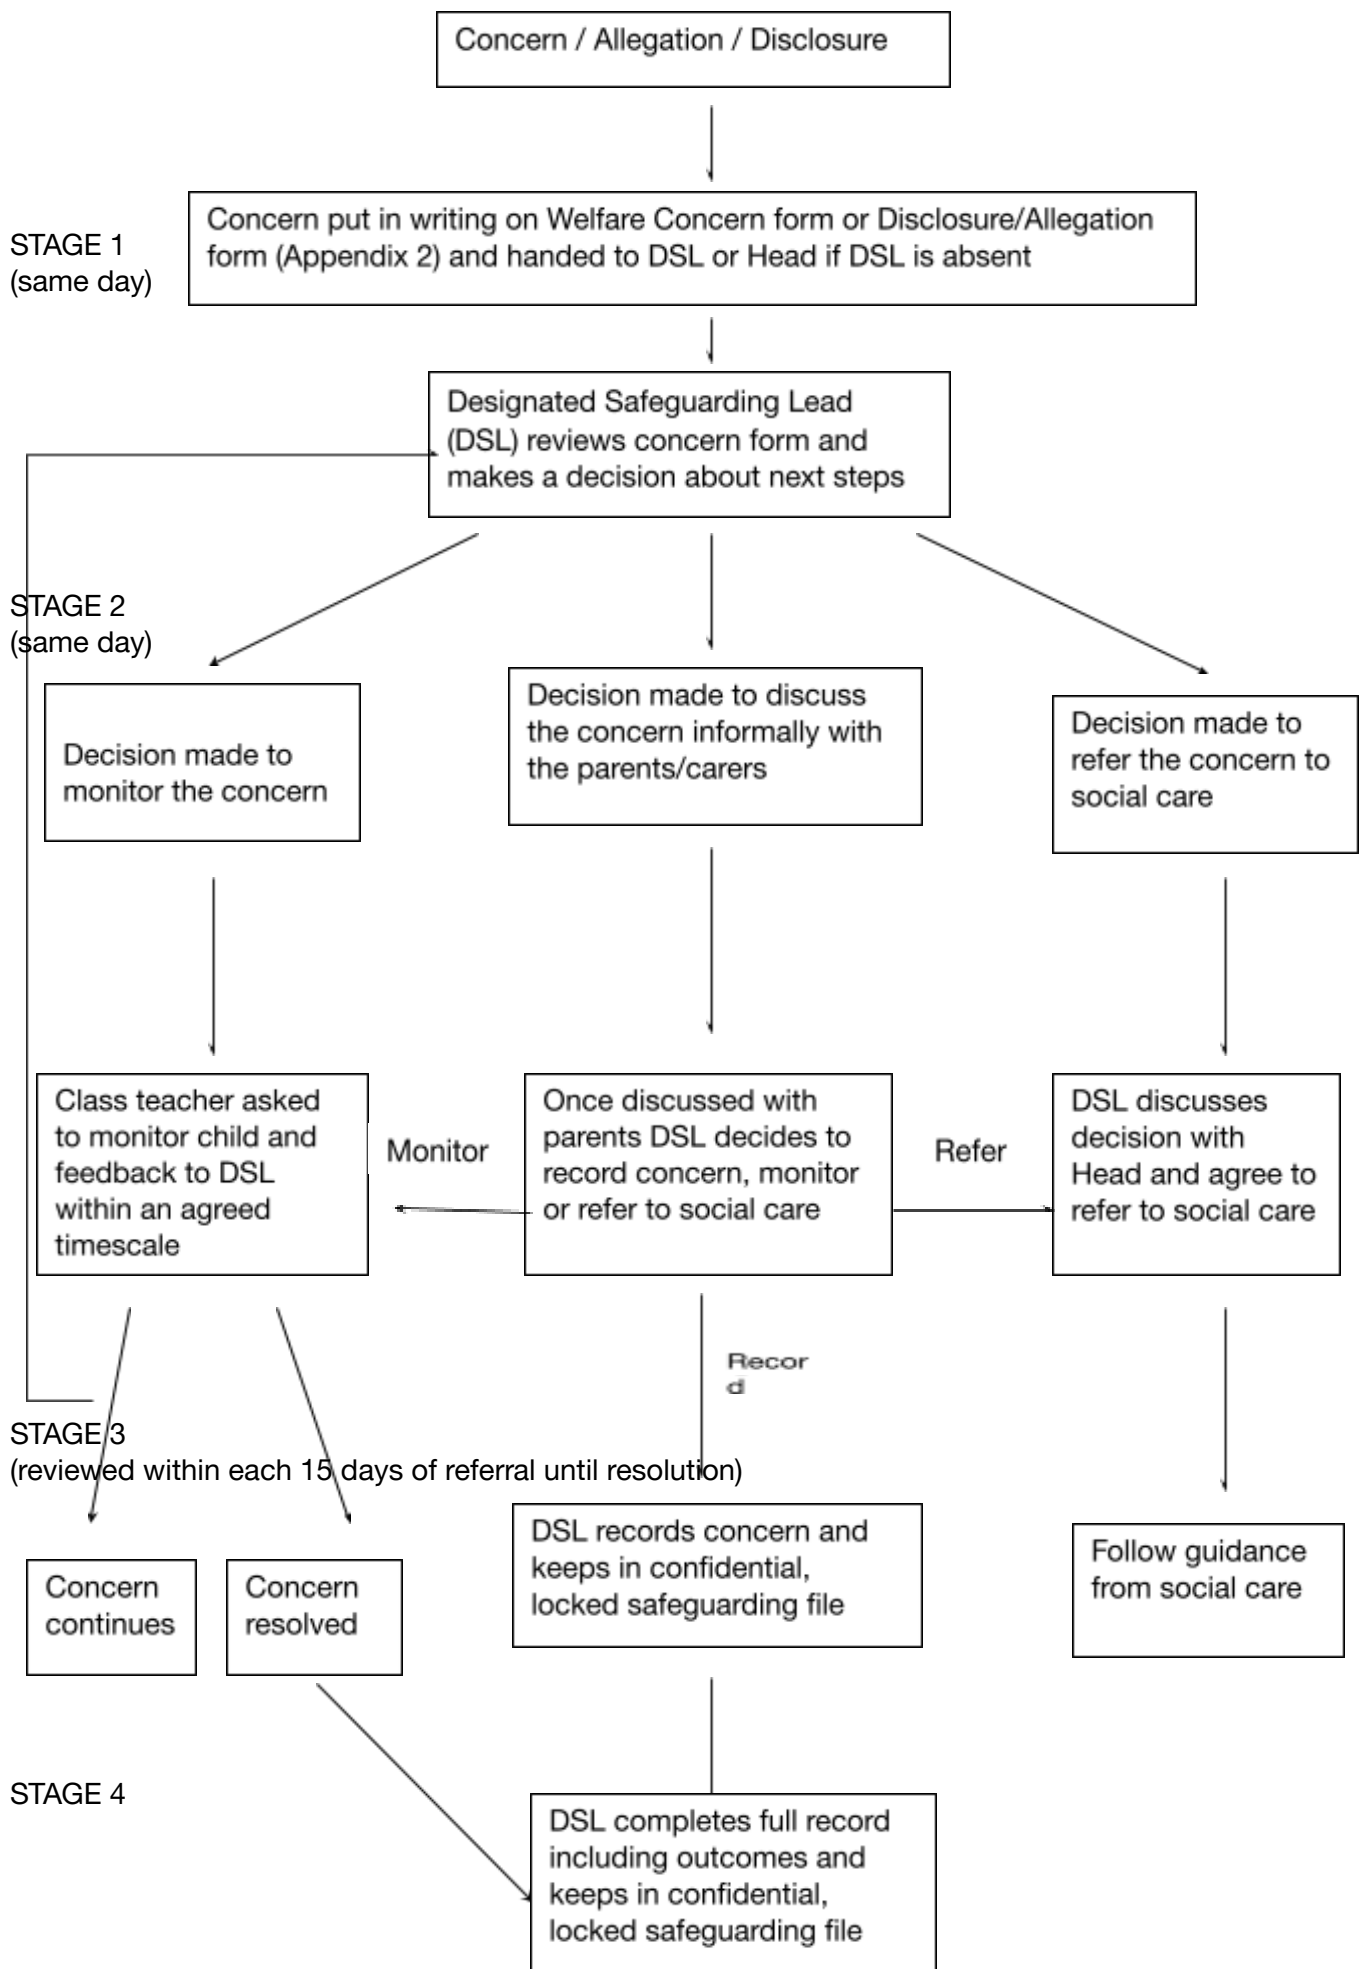 Concern / Allegation / Disclosure
STAGE 1
(same day)
Concern put in writing on Welfare Concern form or Disclosure/Allegation
form (Appendix 2) and handed to DSL or Head if DSL is absent
Designated Safeguarding Lead
(DSL) reviews concern form and
makes a decision about next steps
STAGE 2
(same day)
Decision made to
monitor the concern
Decision made to discuss
the concern informally with
the parents/carers
Decision made to
refer the concern to
social care
Class teacher asked
to monitor child and
feedback to DSL
within an agreed
timescale
Monitor
Once discussed with
parents DSL decides to
record concern, monitor
or refer to social care
Refer
DSL discusses
decision with
Head and agree to
refer to social care
Recor
d
STAGE 3
(reviewed within each 15 days of referral until resolution)
Concern
continues
Concern
resolved
DSL records concern and
keeps in confidential,
locked safeguarding file
Follow guidance
from social care
STAGE 4
DSL completes full record
including outcomes and
keeps in confidential,
locked safeguarding file